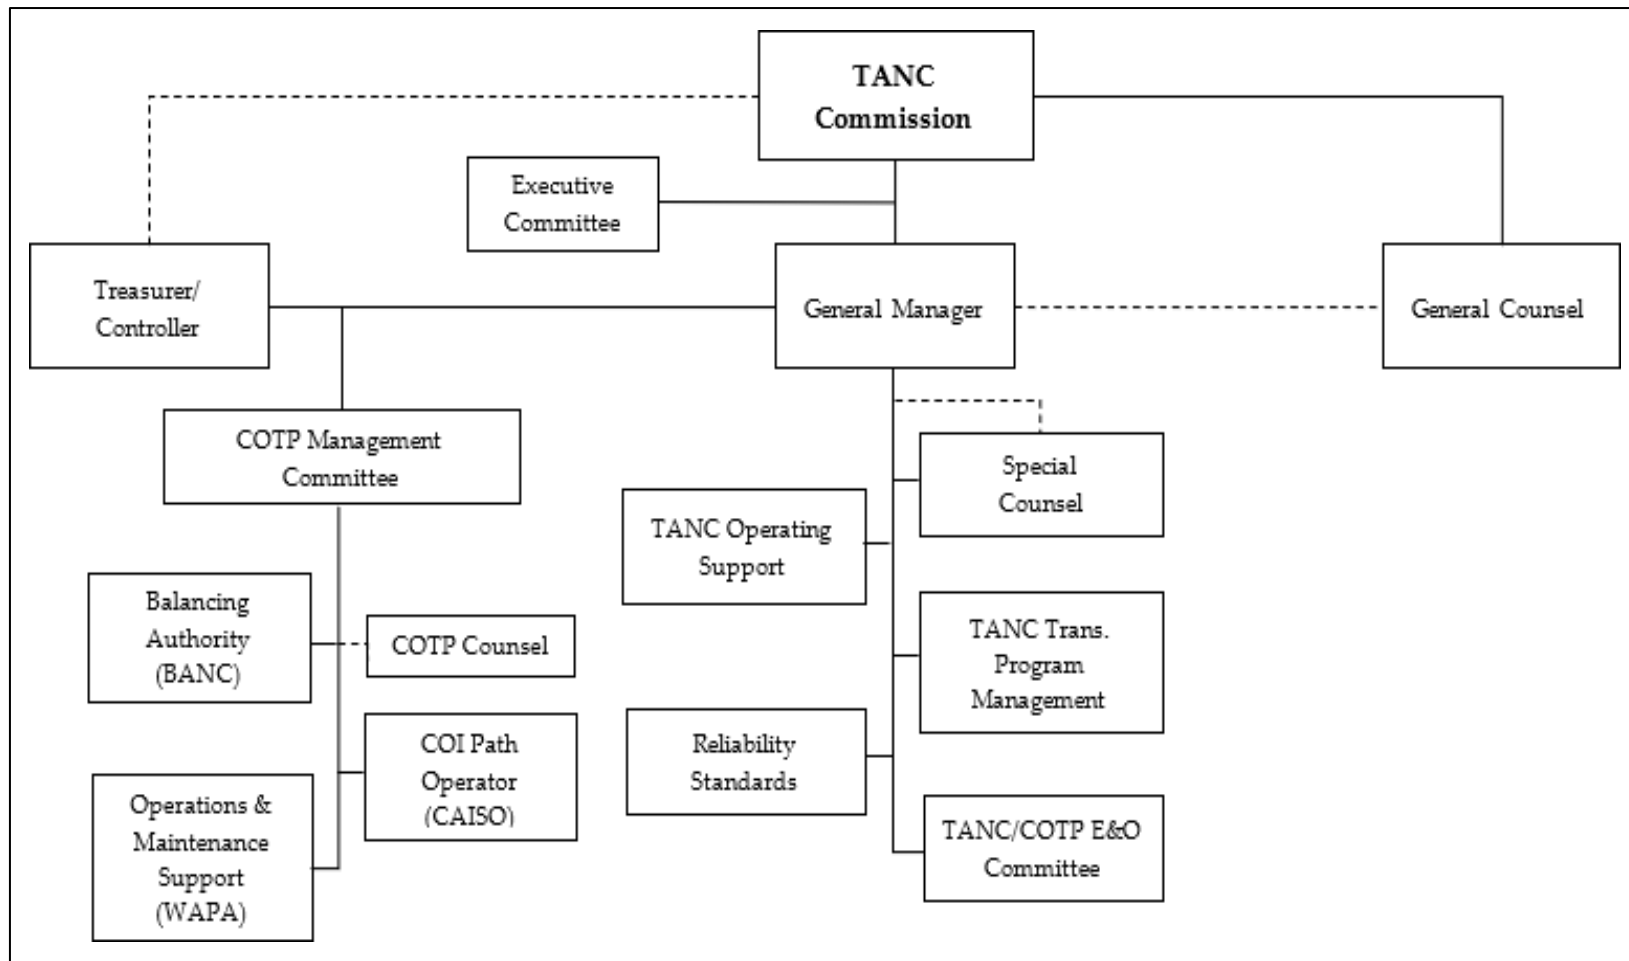 TANC
Commission
Executive
Committee
Treasurer/
Controller
General Manager
General Counsel
COTP Management
Committee
Special
Counsel
TANC Operating
Support
Balancing
Authority
(BANC)
COTP Counsel
TANC Trans.
Program
Management
COI Path
Operator
(CAISO)
Reliability
Standards
Operations &
Maintenance
Support
(WAPA)
TANC/COTP E&O
Committee